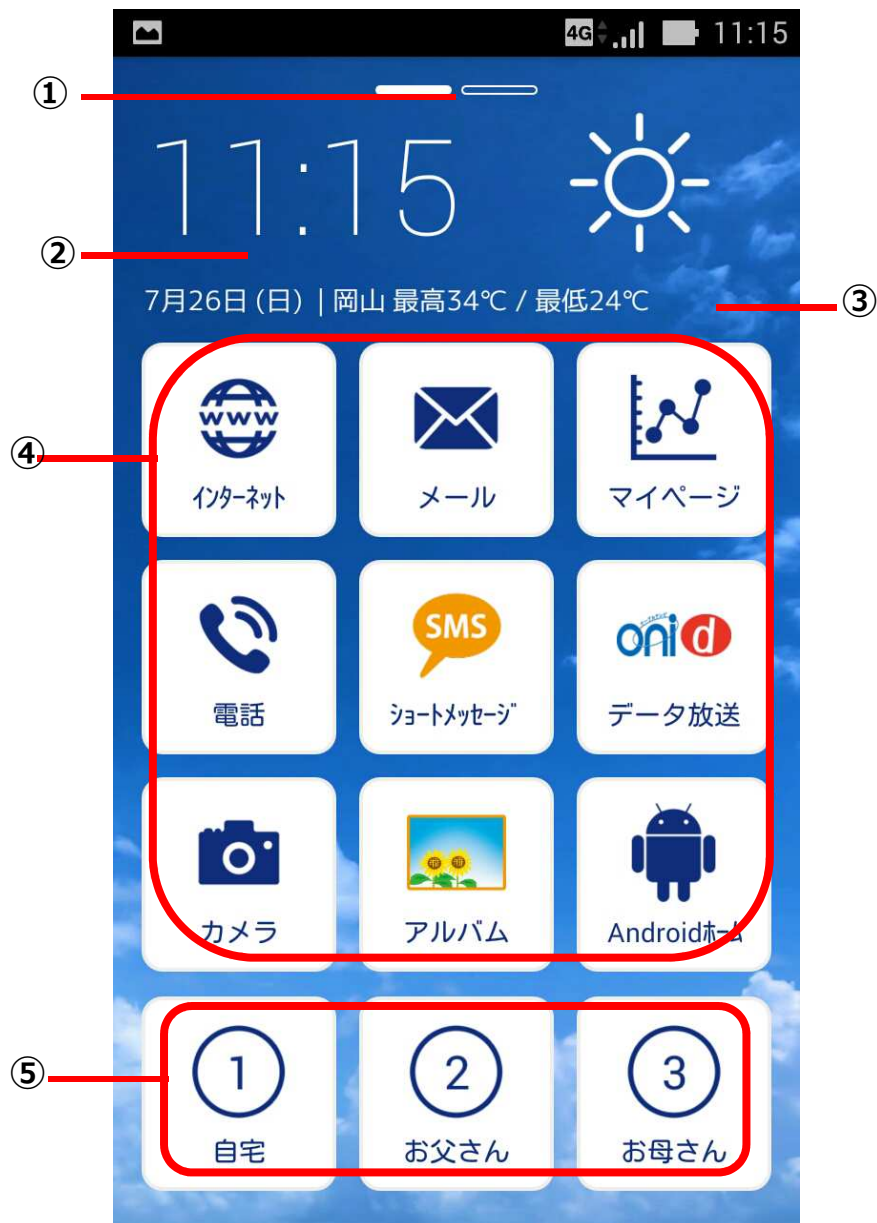 4G 11:15
①
11:15
②
7月26日 (日) | 岡山 最高34℃ / 最低24℃
③
④
www
インターネット メール マイページ
SMS oni d
電話 ショートメッセージ データ放送
カメラ アルバム Androidホーム
⑤
1 2 3
自宅 お父さん お母さん